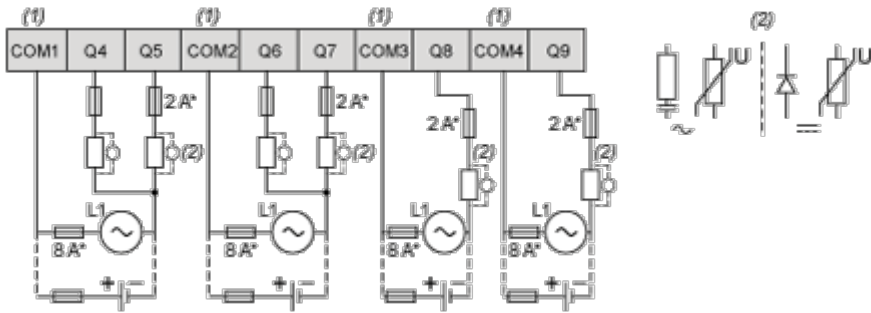 (1) (1) (1) (1) (2)
COM1 Q4 Q5 COM2 Q6 Q7 COM3 Q8 COM4 Q9
U U
2 A* 2 A*
2 A* 2 A*
(2) (2) (2) (2)
L1 L1 L1 L1
8 A* 8 A* 8 A* 8 A*
+ − + − + − + −